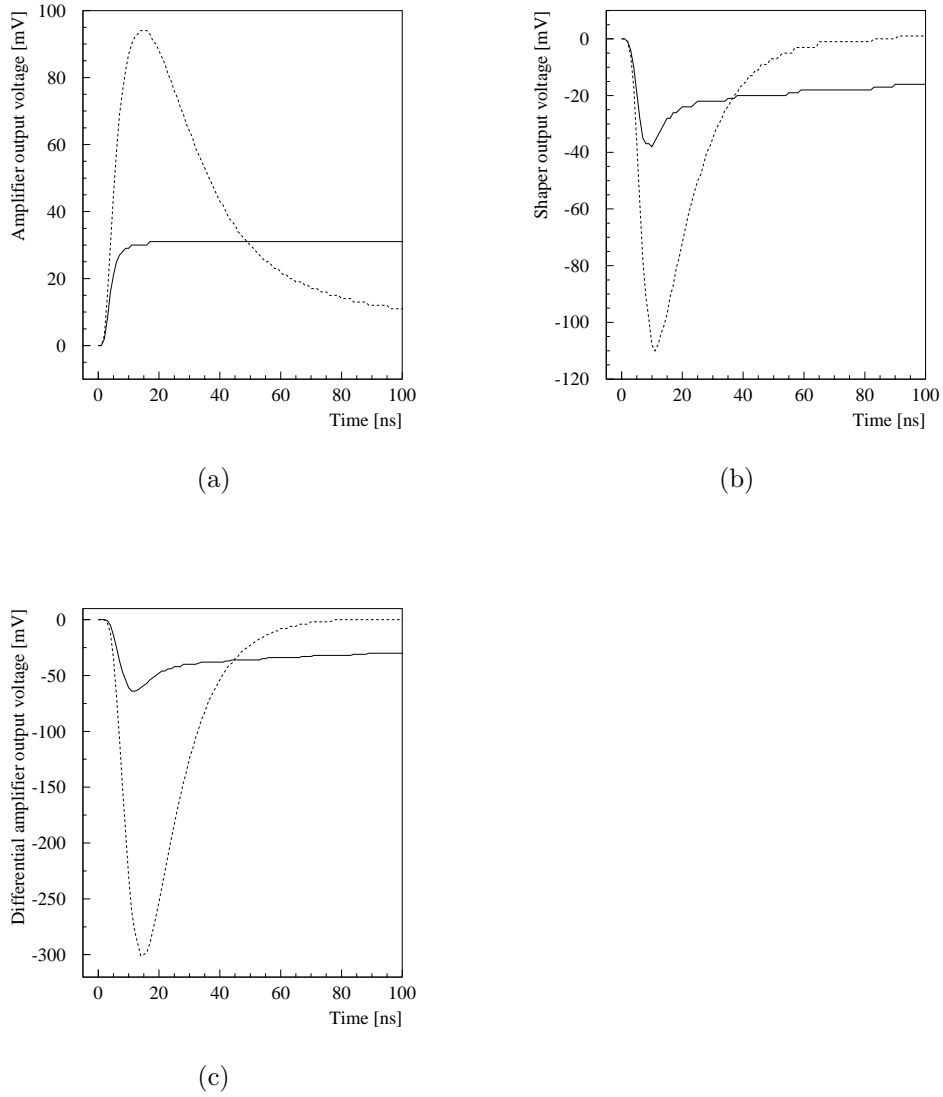 Amplifier output voltage [mV]
100
80
60
40
20
0
0 20 40 60 80 100
Time [ns]
(a)
Shaper output voltage [mV]
0
-20
-40
-60
-80
-100
-120
0 20 40 60 80 100
Time [ns]
(b)
Differential amplifier output voltage [mV]
0
-50
-100
-150
-200
-250
-300
0 20 40 60 80 100
Time [ns]
(c)